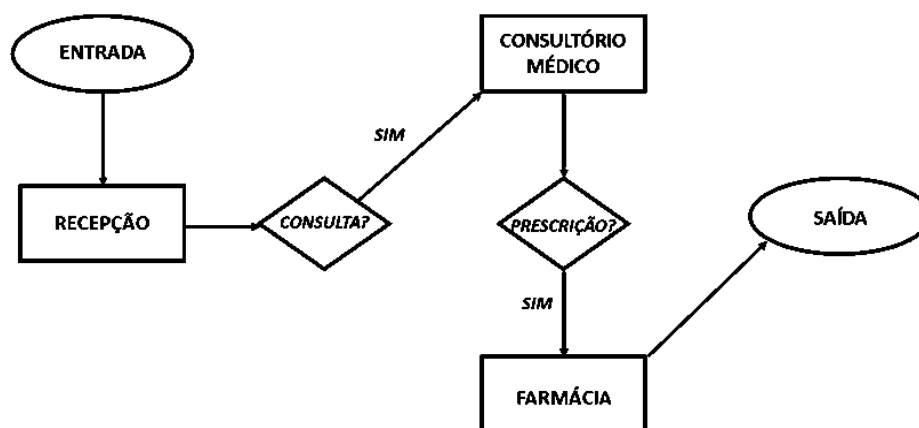 ENTRADA
RECEPÇÃO
CONSULTA?
SIM
CONSULTÓRIO
MÉDICO
PRESCRIÇÃO?
SIM
FARMÁCIA
SAÍDA